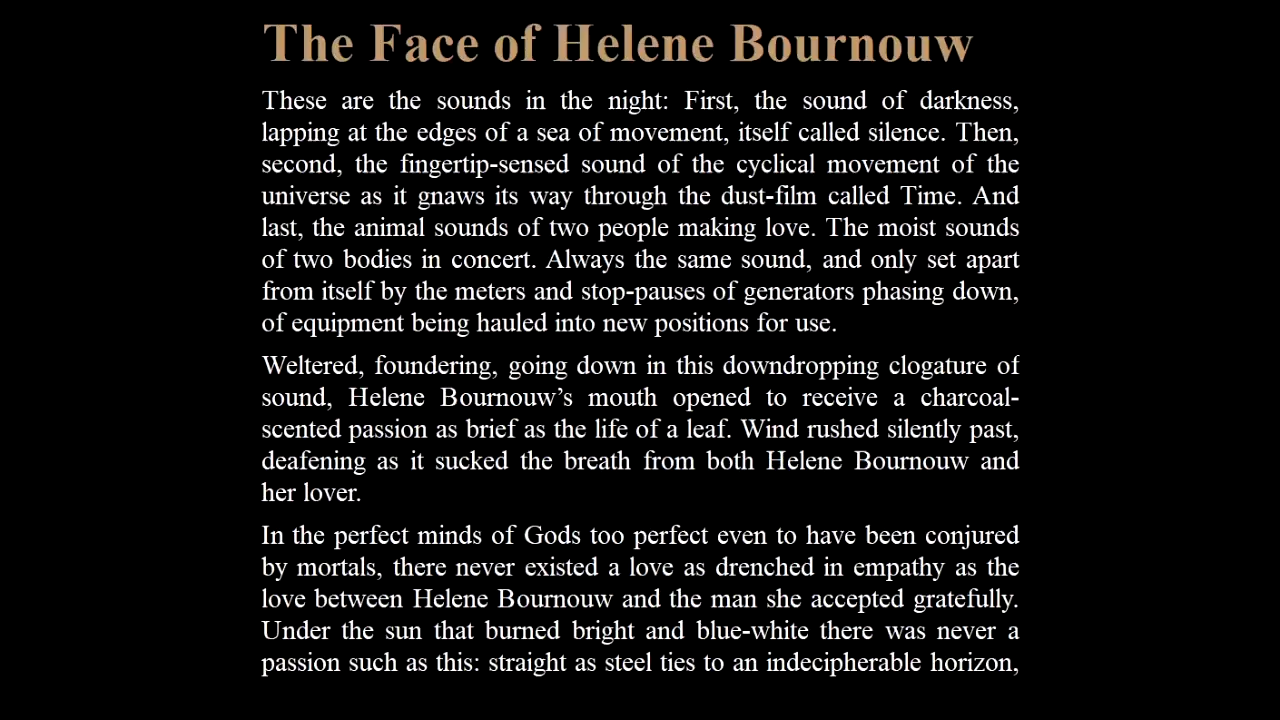 The Face of Helene Bournouw
These are the sounds in the night: First, the sound of darkness,
lapping at the edges of a sea of movement, itself called silence. Then,
second, the fingertip-sensed sound of the cyclical movement of the
universe as it gnaws its way through the dust-film called Time. And
last, the animal sounds of two people making love. The moist sounds
of two bodies in concert. Always the same sound, and only set apart
from itself by the meters and stop-pauses of generators phasing down,
of equipment being hauled into new positions for use.
Weltered, foundering, going down in this downdropping clogature of
sound, Helene Bournouw’s mouth opened to receive a charcoal-
scented passion as brief as the life of a leaf. Wind rushed silently past,
deafening as it sucked the breath from both Helene Bournouw and
her lover.
In the perfect minds of Gods too perfect even to have been conjured
by mortals, there never existed a love as drenched in empathy as the
love between Helene Bournouw and the man she accepted gratefully.
Under the sun that burned bright and blue-white there was never a
passion such as this: straight as steel ties to an indecipherable horizon,